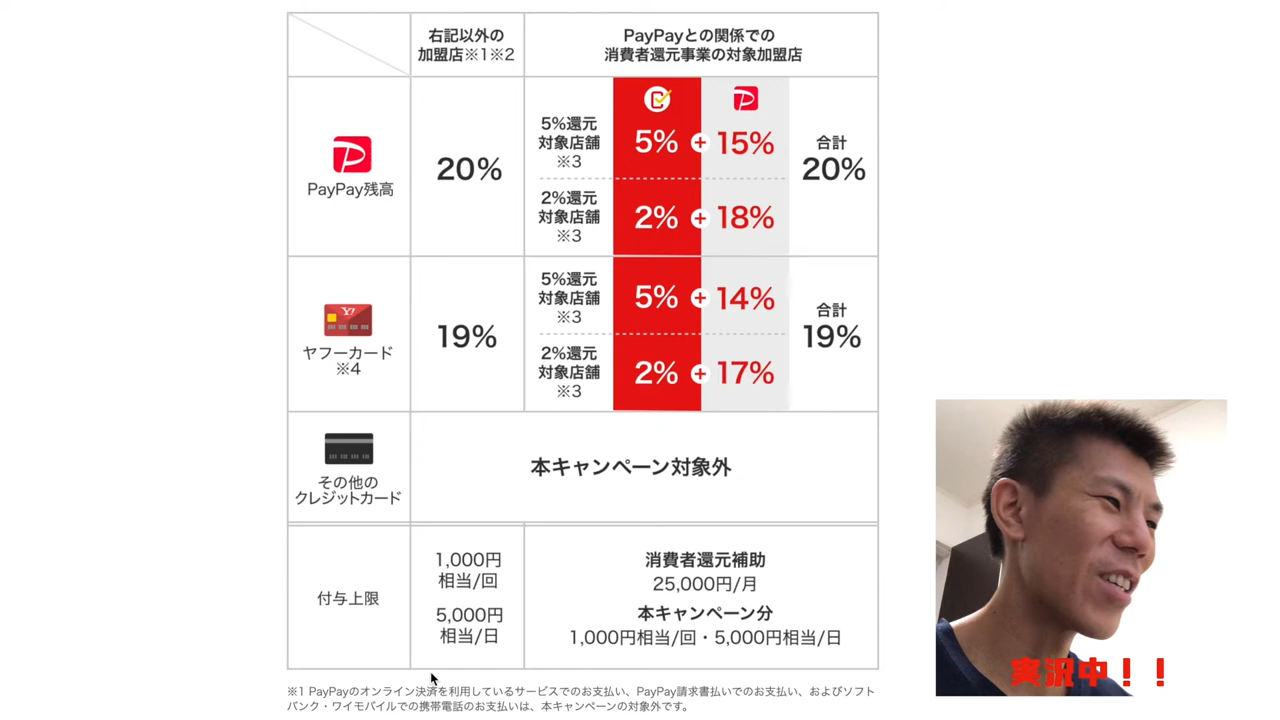 右記以外の
加盟店※1※2
PayPayとの関係での
消費者還元事業の対象加盟店
PayPay残高
20%
5%還元
対象店舗
※3
5% + 15%
2%還元
対象店舗
※3
2% + 18%
合計
20%
ヤフーカード
※4
19%
5%還元
対象店舗
※3
5% + 14%
2%還元
対象店舗
※3
2% + 17%
合計
19%
その他の
クレジットカード
本キャンペーン対象外
付与上限
1,000円
相当/回
5,000円
相当/日
消費者還元補助
25,000円/月
本キャンペーン分
1,000円相当/回・5,000円相当/日
※1 PayPayのオンライン決済を利用しているサービスでのお支払い、PayPay請求書払いでのお支払い、およびソフト
バンク・ワイモバイルでの携帯電話のお支払いは、本キャンペーンの対象外です。
実況中！！